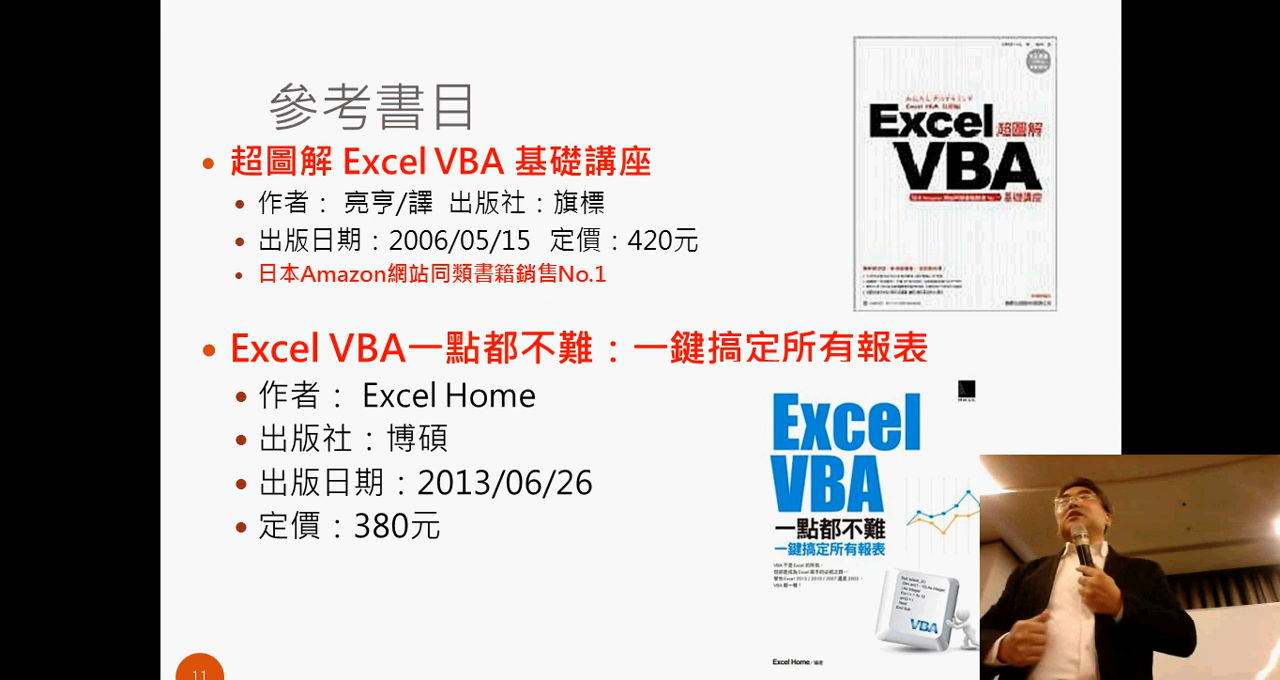 參考書目
超圖解 Excel VBA 基礎講座
作者： 亮亨/譯 出版社：旗標
出版日期：2006/05/15 定價：420元
日本Amazon網站同類書籍銷售No.1
Excel 超圖解
VBA
基礎講座
Excel VBA一點都不難：一鍵搞定所有報表
作者： Excel Home
出版社：博碩
出版日期：2013/06/26
定價：380元
Excel
VBA
一點都不難
一鍵搞定所有報表
VBA
Excel Home／編著
11